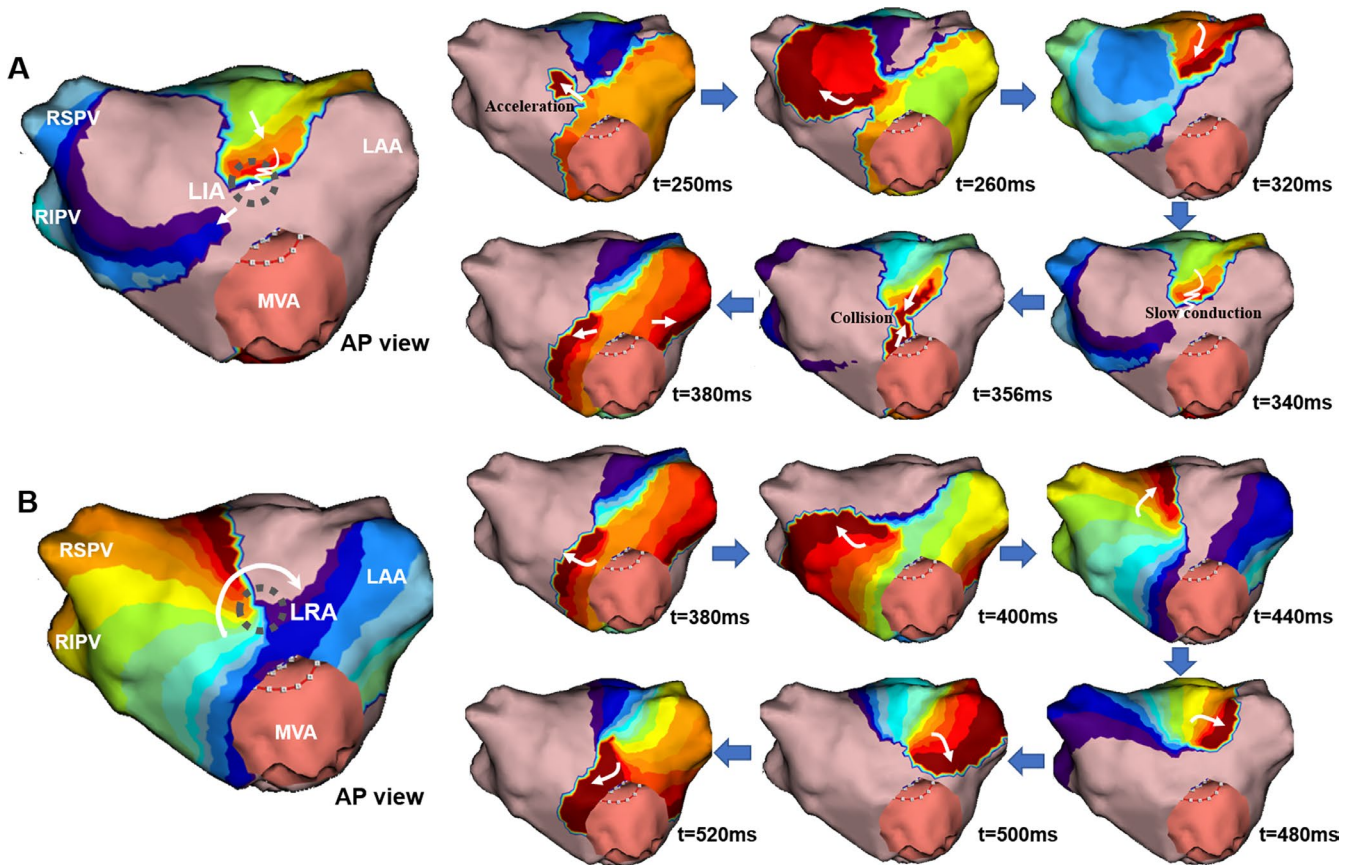 A
RSPV
LAA
LIA
RIPV
MVA
AP view
Acceleration
t=250ms
t=260ms
t=320ms
t=380ms
Collision
t=356ms
Slow conduction
t=340ms
B
RSPV
LAA
LRA
RIPV
MVA
AP view
t=380ms
t=400ms
t=440ms
t=520ms
t=500ms
t=480ms